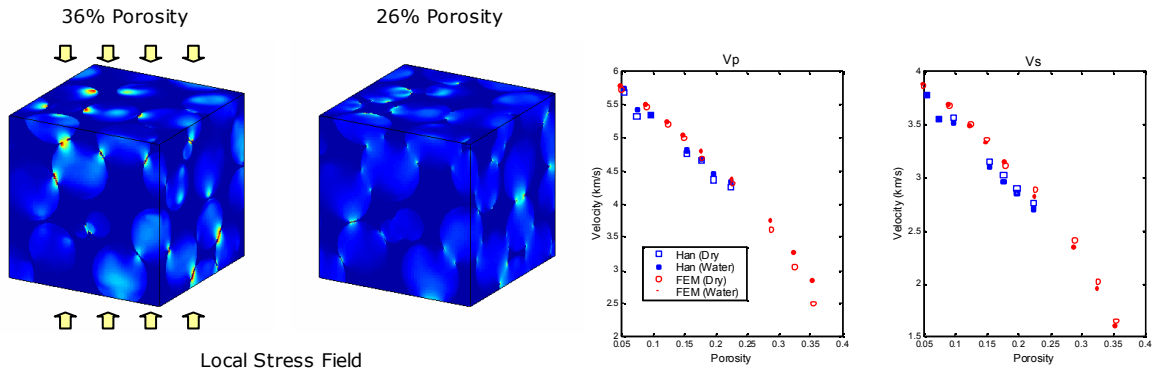 36% Porosity
26% Porosity
Local Stress Field
Vp
6
5.5
5
4.5
4
3.5
3
2.5
2
Velocity (km/s)
Han (Dry)
Han (Water)
FEM (Dry)
FEM (Water)
0.05 0.1 0.15 0.2 0.25 0.3 0.35 0.4
Porosity
Vs
4
3.5
3
2.5
2
1.5
Velocity (km/s)
0.05 0.1 0.15 0.2 0.25 0.3 0.35 0.4
Porosity